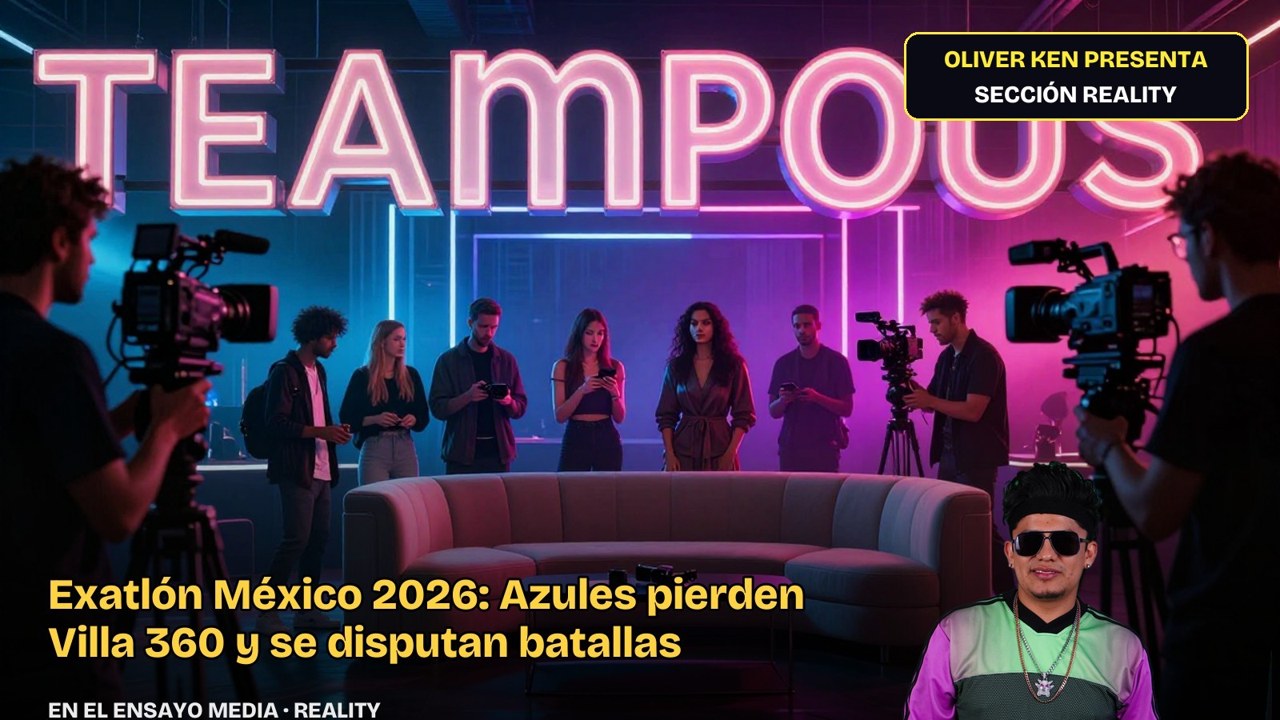 TEAMPOUS
OLIVER KEN PRESENTA
SECCIÓN REALITY
Exatlón México 2026: Azules pierden
Villa 360 y se disputan batallas
EN EL ENSAYO MEDIA · REALITY